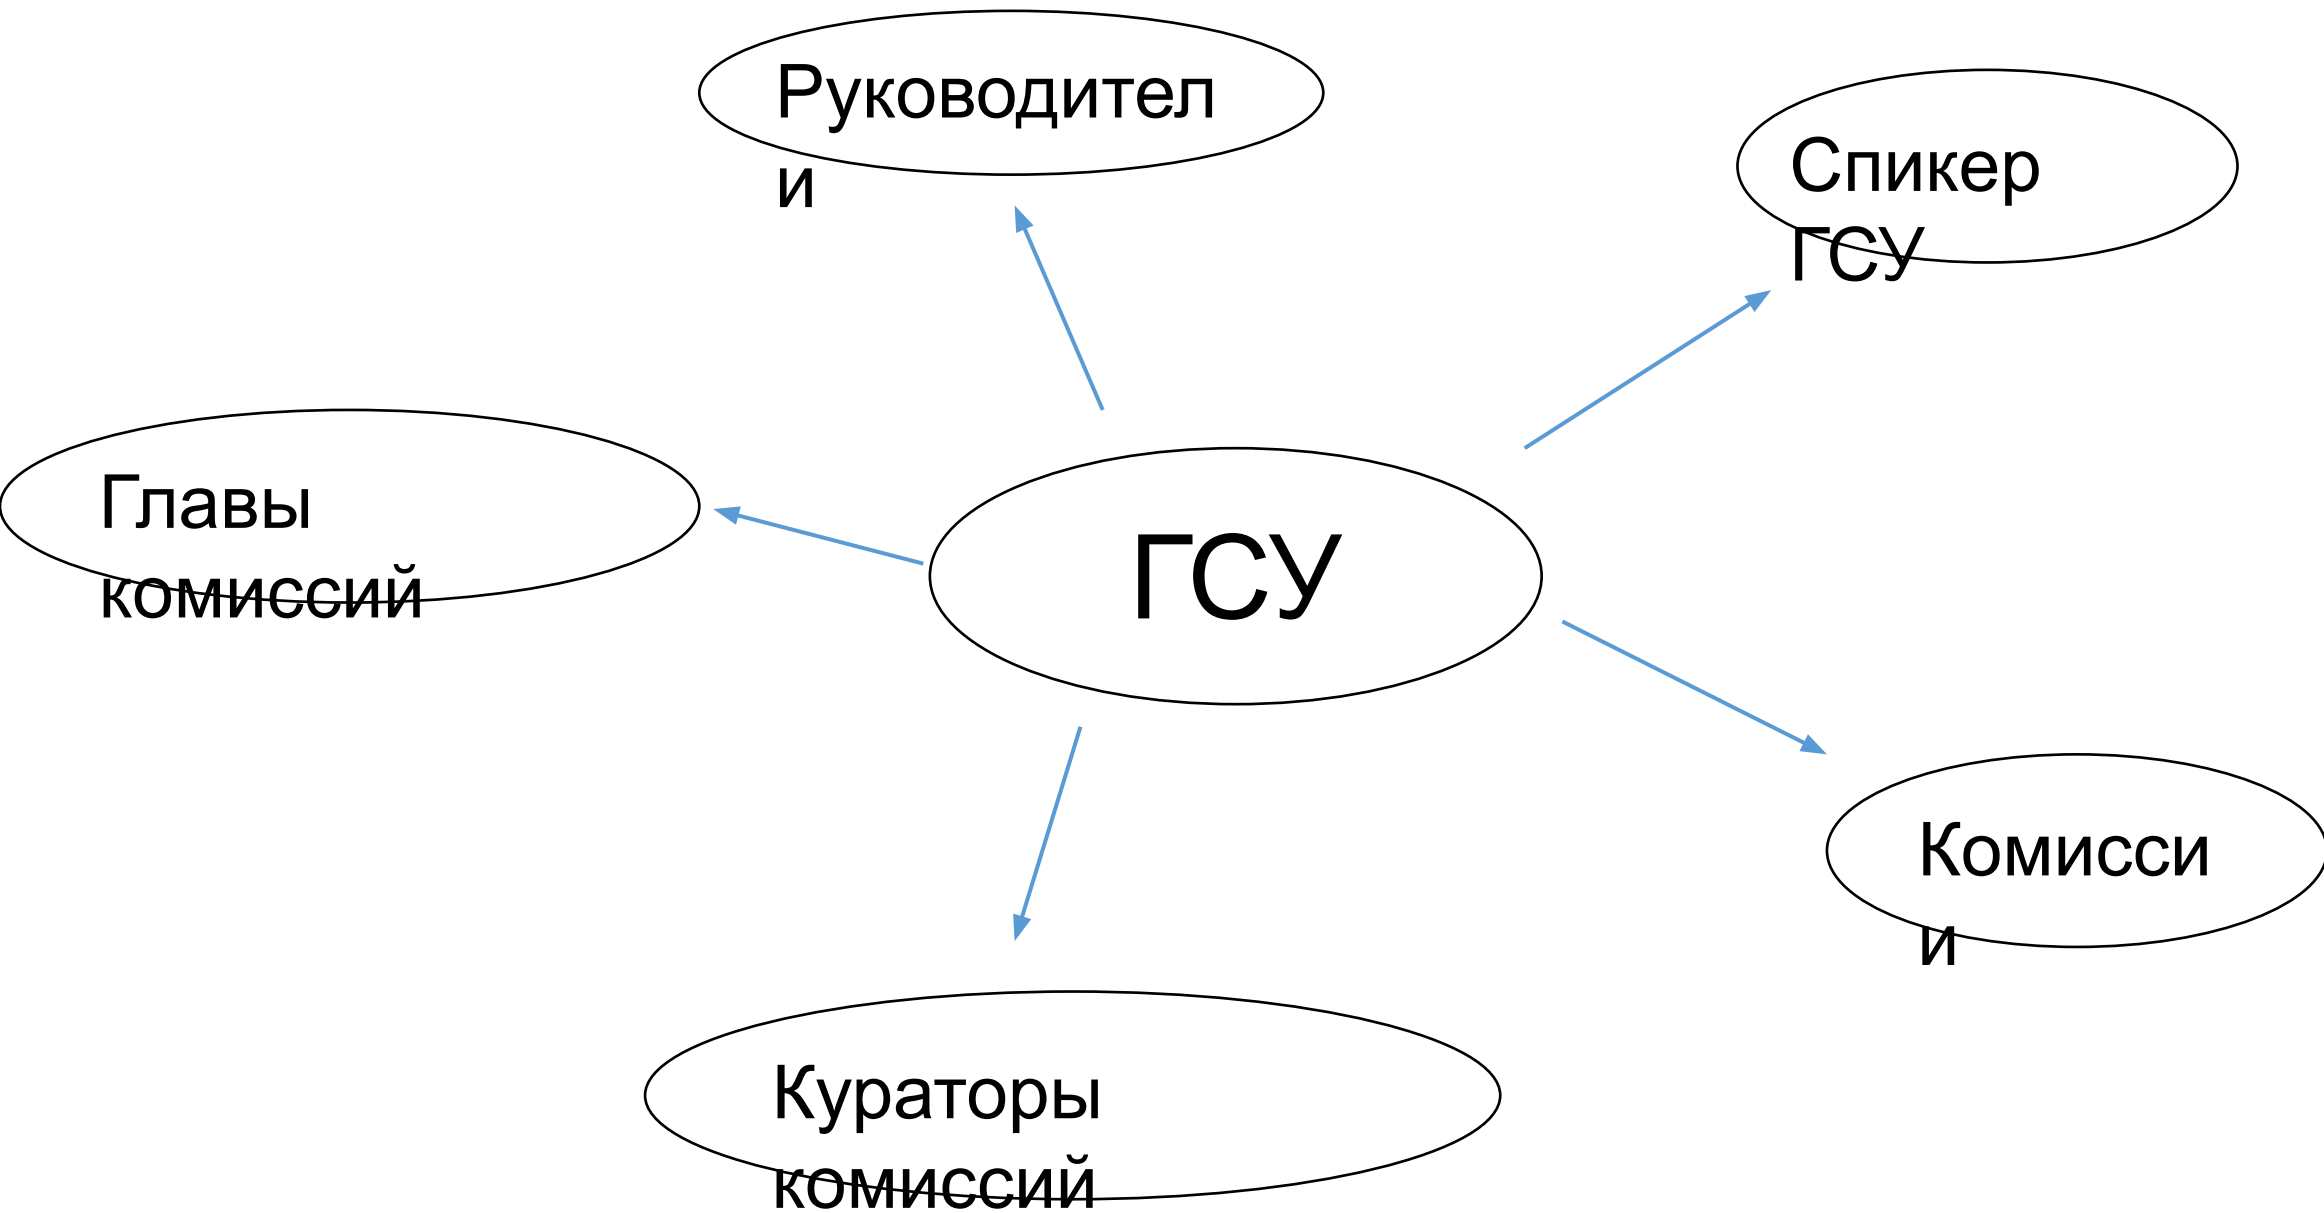 Руководител
и
Спикер
ГСУ
Главы
комиссий
ГСУ
Комисси
и
Кураторы
комиссий